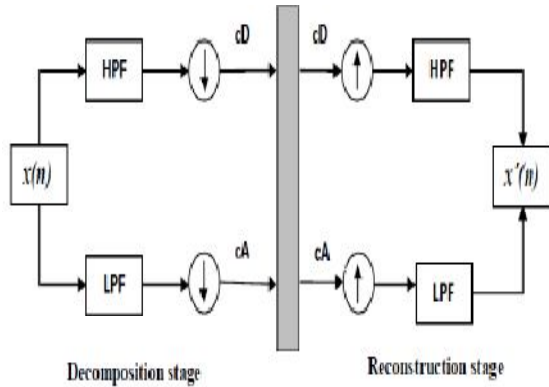 cD
cD
HPF
HPF
x(n)
x'(n)
cA
cA
LPF
LPF
Decomposition stage
Reconstruction stage